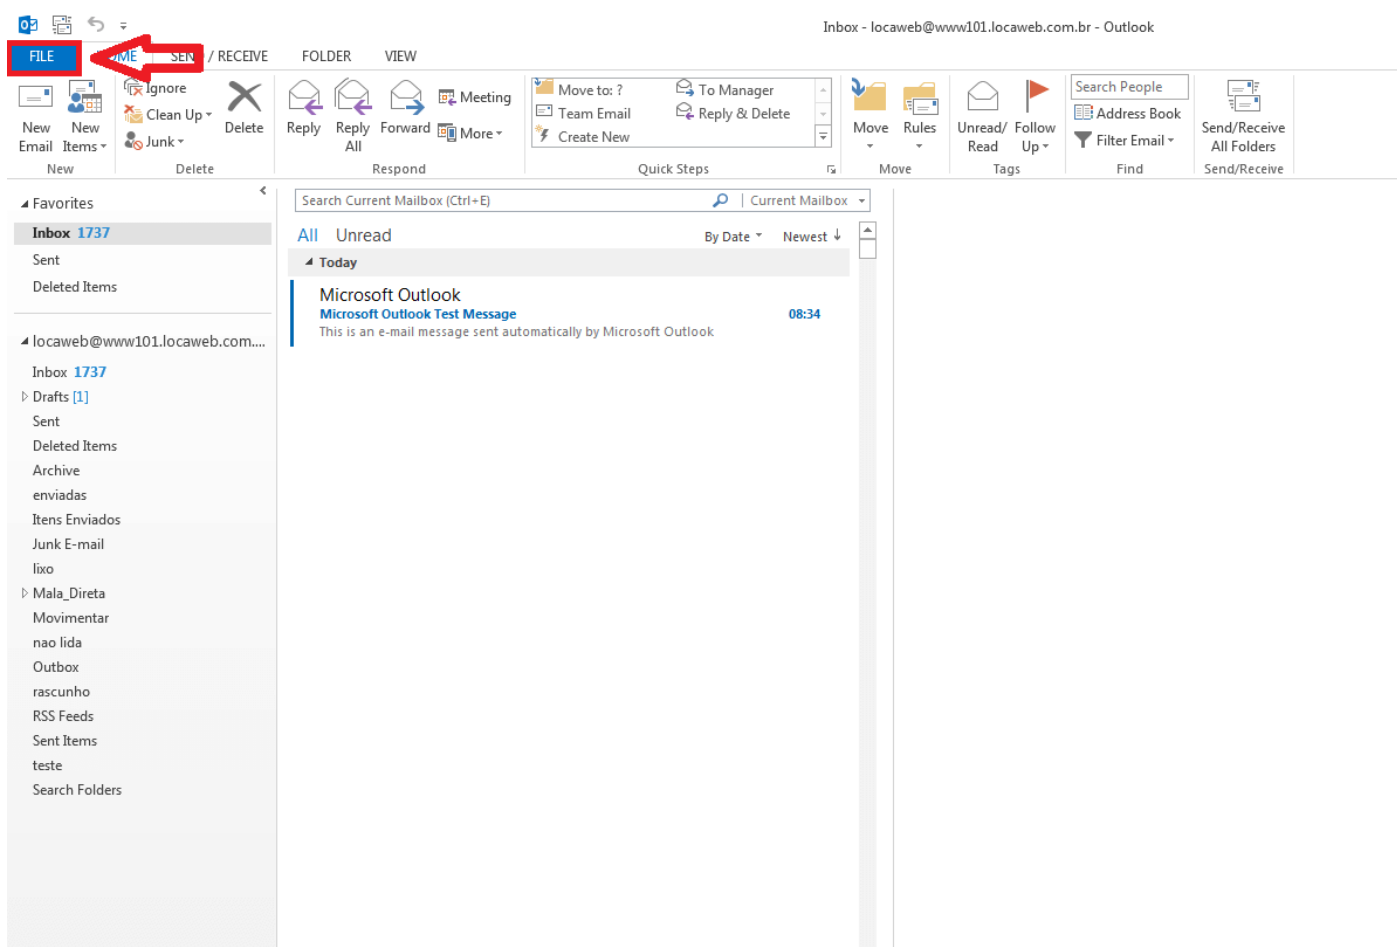 Inbox - locaweb@www101.locaweb.com.br - Outlook
FILE
SEND / RECEIVE
FOLDER
VIEW
New Email
New Items
New
Ignore
Clean Up
Junk
Delete
Delete
Reply
Reply All
Forward
Meeting
More
Respond
Move to: ?
Team Email
Create New
To Manager
Reply & Delete
Quick Steps
Move
Rules
Move
Unread/ Read
Follow Up
Tags
Search People
Address Book
Filter Email
Find
Send/Receive All Folders
Send/Receive
Favorites
Inbox 1737
Sent
Deleted Items
locaweb@www101.locaweb.com....
Inbox 1737
Drafts [1]
Sent
Deleted Items
Archive
enviadas
Itens Enviados
Junk E-mail
lixo
Mala_Direta
Movimentar
nao lida
Outbox
rascunho
RSS Feeds
Sent Items
teste
Search Folders
Search Current Mailbox (Ctrl+E)
Current Mailbox
All Unread
By Date Newest
Today
Microsoft Outlook
Microsoft Outlook Test Message 08:34
This is an e-mail message sent automatically by Microsoft Outlook